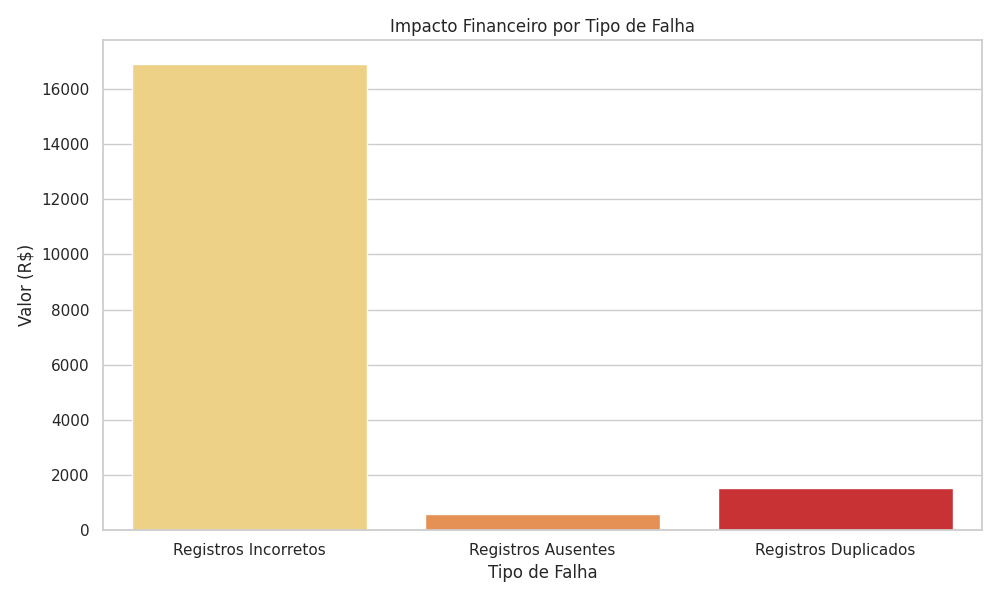 Impacto Financeiro por Tipo de Falha
Valor (R$)
16000
14000
12000
10000
8000
6000
4000
2000
0
Registros Incorretos
Registros Ausentes
Registros Duplicados
Tipo de Falha